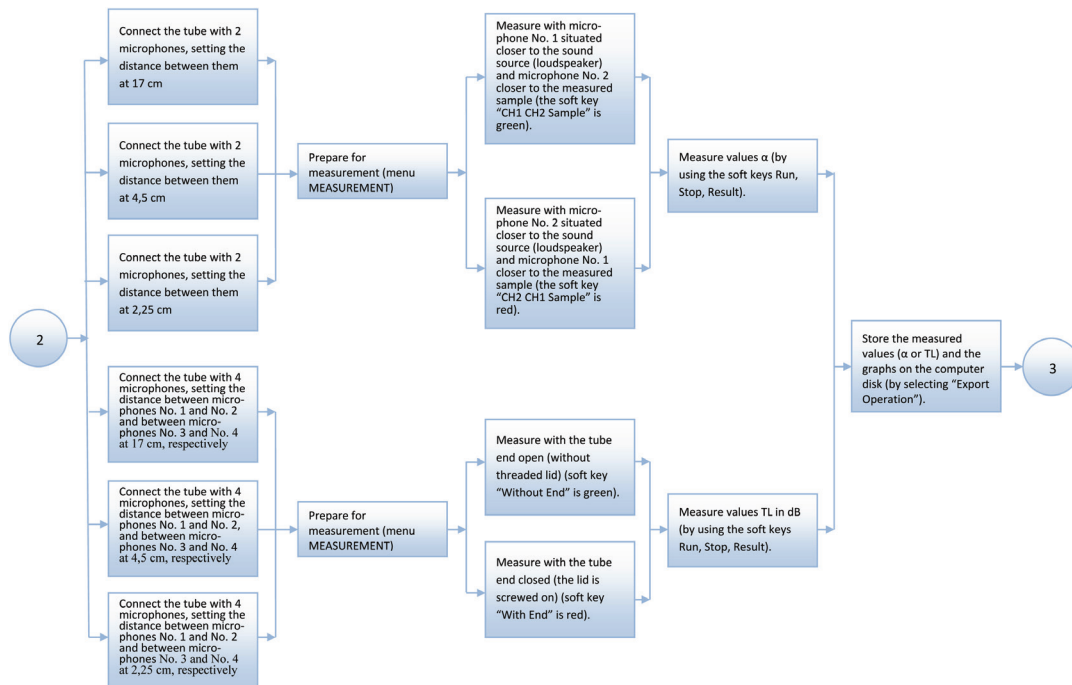 Connect the tube with 2
microphones, setting the
distance between them
at 17 cm
Connect the tube with 2
microphones, setting the
distance between them
at 4,5 cm
Connect the tube with 2
microphones, setting the
distance between them
at 2,25 cm
Prepare for
measurement (menu
MEASUREMENT)
Measure with micro-
phone No. 1 situated
closer to the sound
source (loudspeaker)
and microphone No. 2
closer to the measured
sample (the soft key
“CH1 CH2 Sample” is
green).
Measure with micro-
phone No. 2 situated
closer to the sound
source (loudspeaker)
and microphone No. 1
closer to the measured
sample (the soft key
“CH2 CH1 Sample” is
red).
Measure values α (by
using the soft keys Run,
Stop, Result).
2
Connect the tube with 4
microphones, setting the
distance between micro-
phones No. 1 and No. 2
and between micro-
phones No. 3 and No. 4
at 17 cm, respectively
Connect the tube with 4
microphones, setting the
distance between micro-
phones No. 1 and No. 2,
and between micro-
phones No. 3 and No. 4
at 4,5 cm, respectively
Connect the tube with 4
microphones, setting the
distance between micro-
phones No. 1 and No. 2
and between micro-
phones No. 3 and No. 4
at 2,25 cm, respectively
Prepare for
measurement (menu
MEASUREMENT)
Measure with the tube
end open (without
threaded lid) (soft key
“Without End” is green).
Measure with the tube
end closed (the lid is
screwed on) (soft key
“With End” is red).
Measure values TL in dB
(by using the soft keys
Run, Stop, Result).
Store the measured
values (α or TL) and the
graphs on the computer
disk (by selecting “Export
Operation”).
3